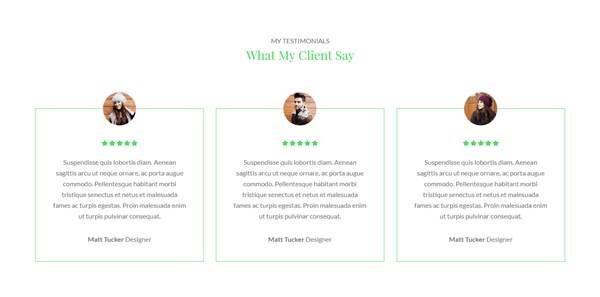 MY TESTIMONIALS
What My Client Say
Suspendisse quis lobortis diam. Aenean
sagittis arcu ut neque ornare, ac porta augue
commodo. Pellentesque habitant morbi
tristique senectus et netus et malesuada
fames ac turpis egestas. Proin malesuada enim
ut turpis pulvinar consequat.
Matt Tucker Designer
Suspendisse quis lobortis diam. Aenean
sagittis arcu ut neque ornare, ac porta augue
commodo. Pellentesque habitant morbi
tristique senectus et netus et malesuada
fames ac turpis egestas. Proin malesuada enim
ut turpis pulvinar consequat.
Matt Tucker Designer
Suspendisse quis lobortis diam. Aenean
sagittis arcu ut neque ornare, ac porta augue
commodo. Pellentesque habitant morbi
tristique senectus et netus et malesuada
fames ac turpis egestas. Proin malesuada enim
ut turpis pulvinar consequat.
Matt Tucker Designer